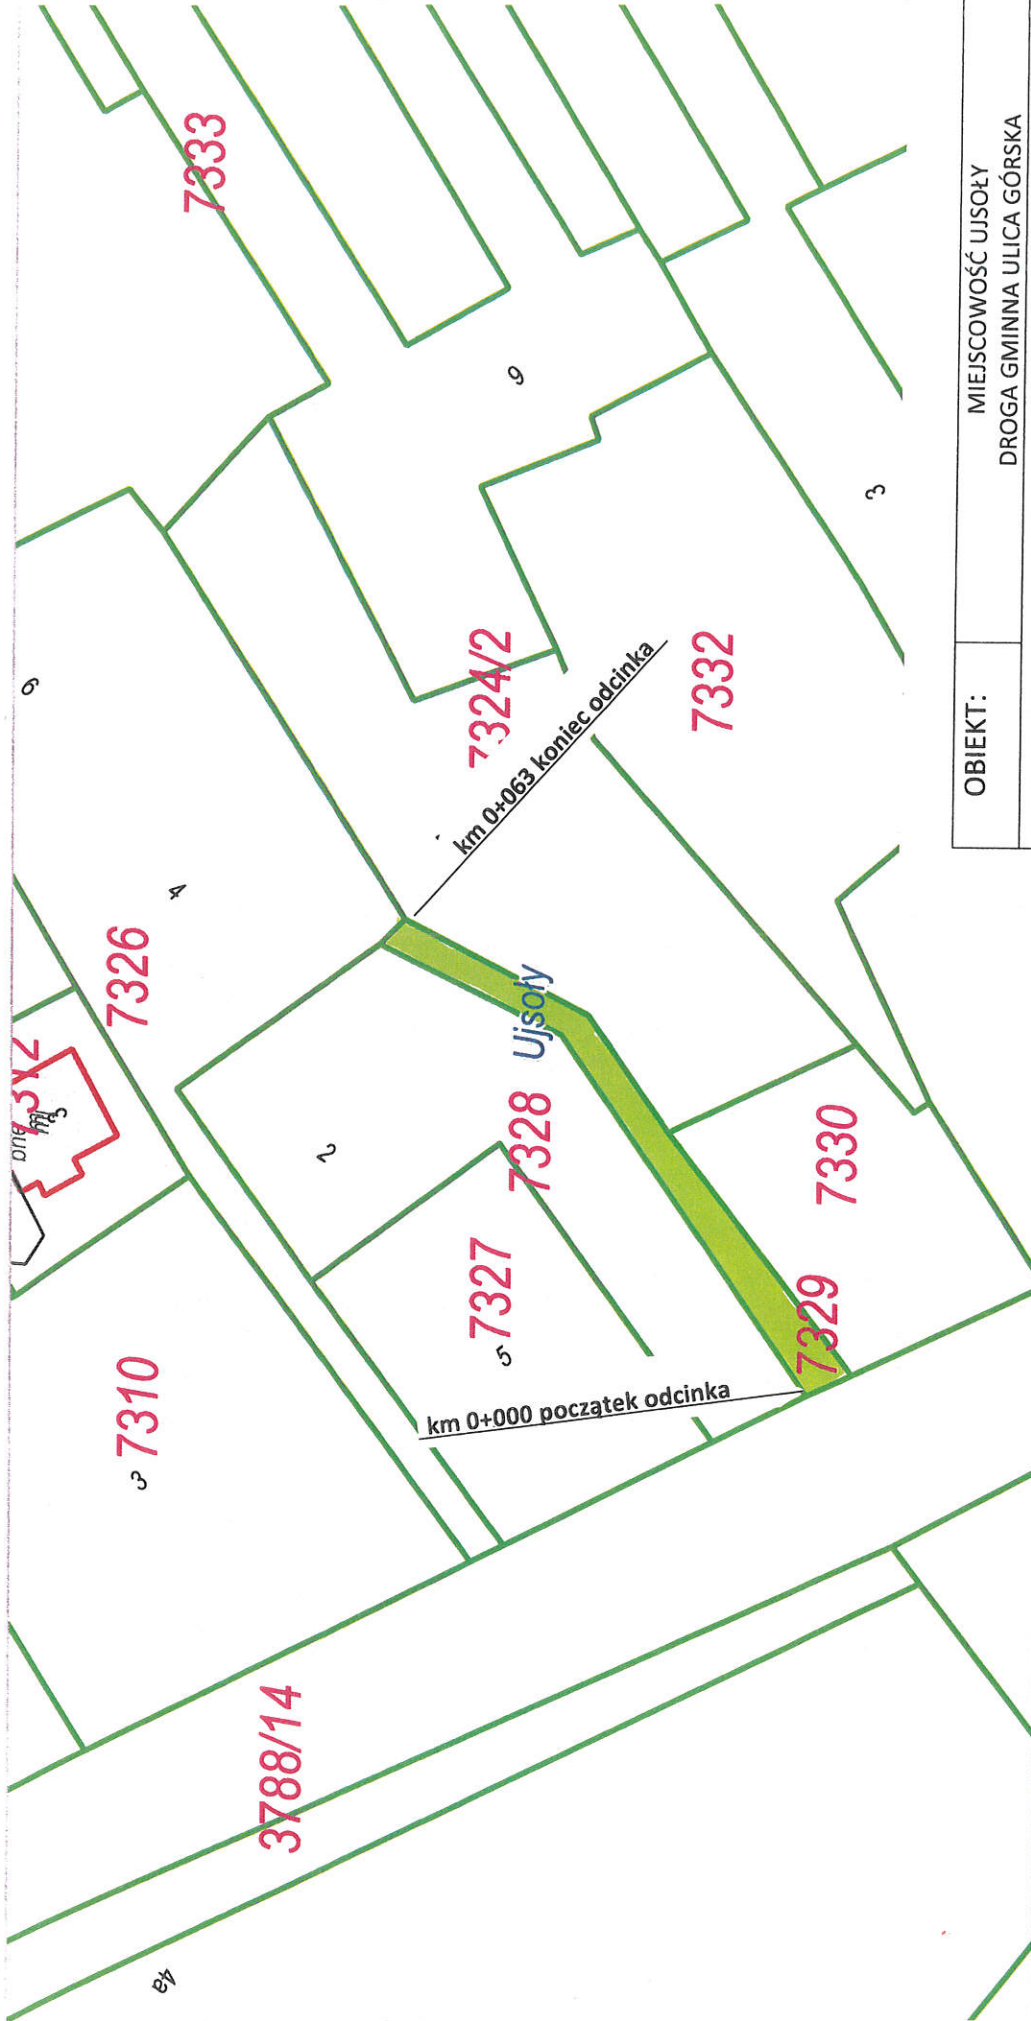 6
7333
7326
4
9
3
7324/2
km 0+063 koniec odcinka
7332
3
7310
2
7328
Ujsoły
5
7327
7330
km 0+000 początek odcinka
7329
3788/14
4a
OBIEKT:
MIEJSCOWOŚĆ UJSOŁY
DROGA GMINNA ULICA GÓRSKA